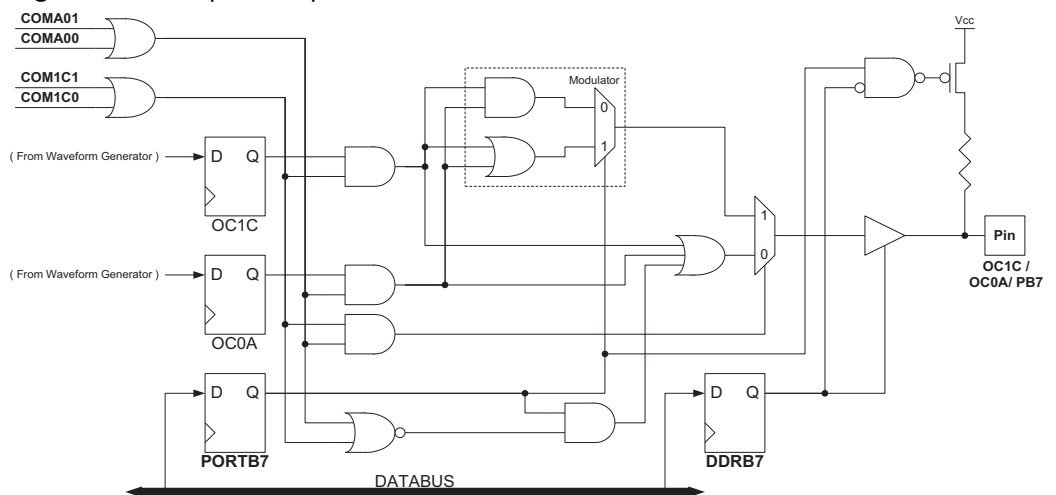 COMA01
COMA00
COM1C1
COM1C0
( From Waveform Generator )
D Q
OC1C
( From Waveform Generator )
D Q
OC0A
D Q
PORTB7
DATABUS
Modulator
0
1
1
0
D Q
DDRB7
Vcc
Pin
OC1C /
OC0A/ PB7